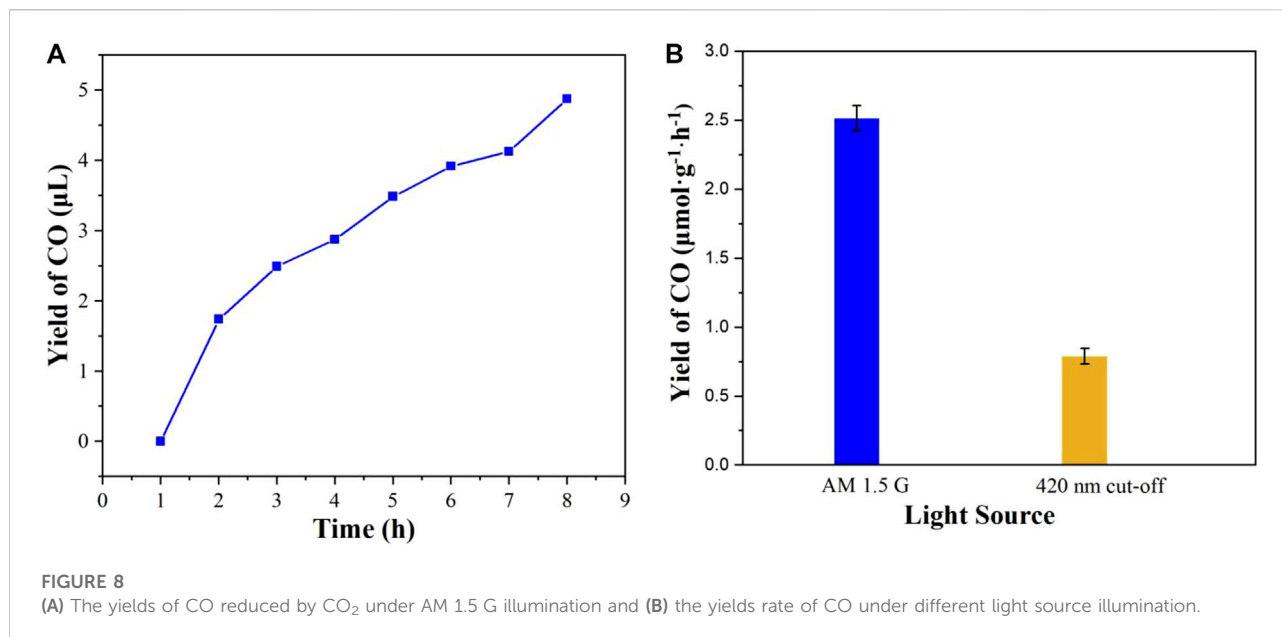 A
Yield of CO (µL)
5
4
3
2
1
0
0 1 2 3 4 5 6 7 8 9
Time (h)
B
Yield of CO (µmol·g⁻¹·h⁻¹)
3.0
2.5
2.0
1.5
1.0
0.5
0.0
AM 1.5 G 420 nm cut-off
Light Source
FIGURE 8
(A) The yields of CO reduced by CO₂ under AM 1.5 G illumination and (B) the yields rate of CO under different light source illumination.